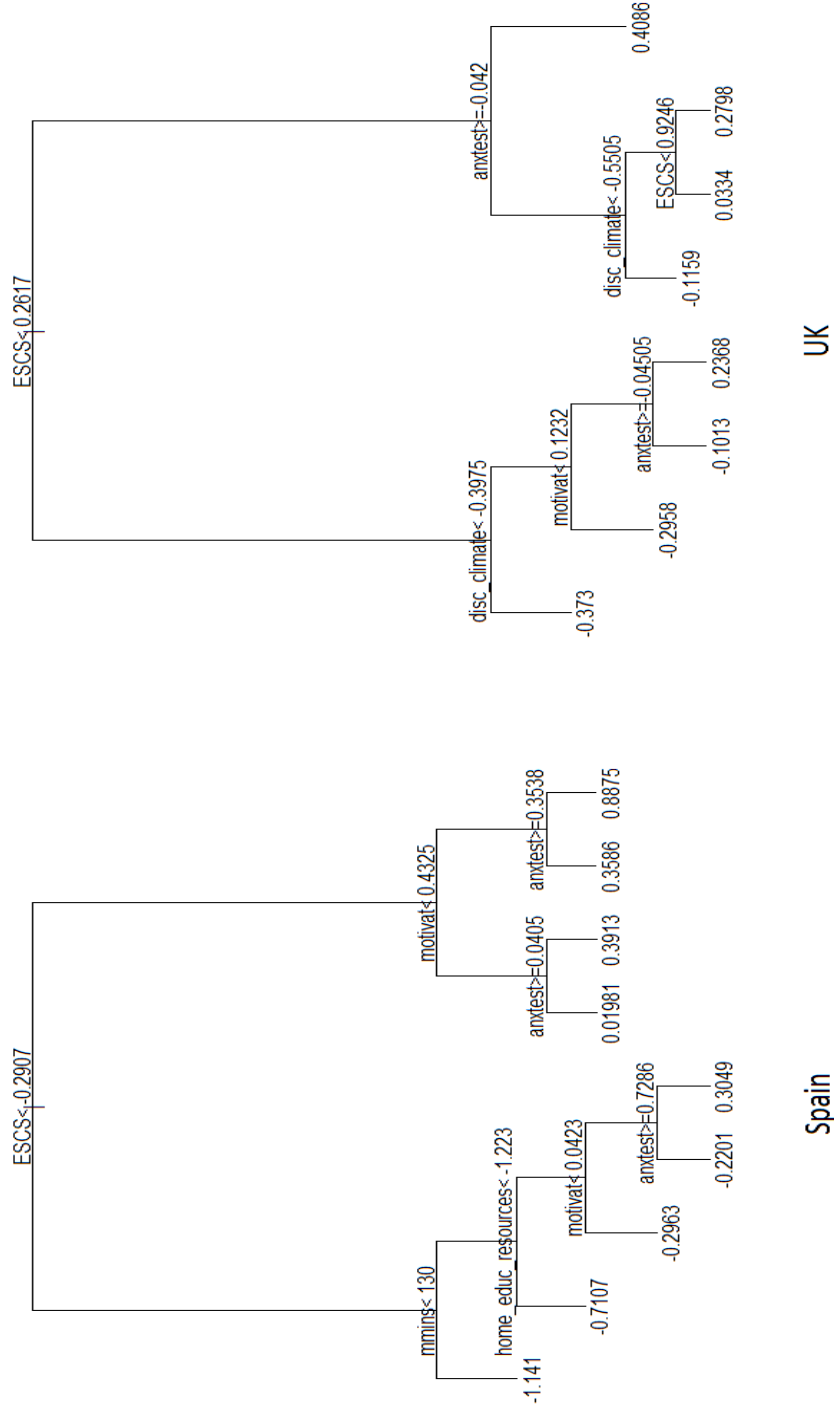 ESCS< -0.2907
mmins< 130
motivat< 0.4325
-1.141
home_educ_resources< -1.223
anxtest>=0.0405
anxtest>=0.3538
-0.7107
motivat< 0.0423
0.01981
0.3913
0.3586
0.8875
-0.2963
anxtest>=0.7286
-0.2201
0.3049
Spain
ESCS< 0.2617
disc_climate< -0.3975
anxtest>=-0.042
-0.373
motivat< 0.1232
disc_climate< -0.5505
0.4086
-0.2958
anxtest>=-0.04505
-0.1159
ESCS< 0.9246
-0.1013
0.2368
0.0334
0.2798
UK